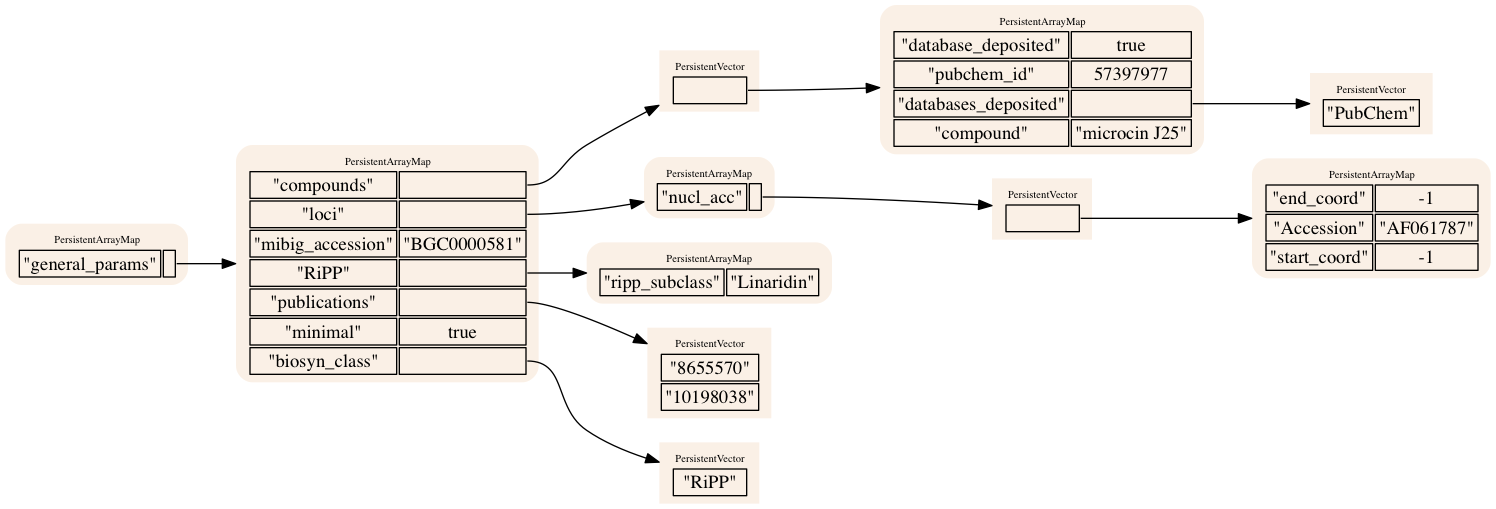 PersistentArrayMap
"general_params"
PersistentArrayMap
"compounds"
"loci"
"mibig_accession" "BGC0000581"
"RiPP"
"publications"
"minimal" true
"biosyn_class"
PersistentVector
PersistentArrayMap
"database_deposited" true
"pubchem_id" 57397977
"databases_deposited"
"compound" "microcin J25"
PersistentVector
"PubChem"
PersistentArrayMap
"nucl_acc"
PersistentVector
PersistentArrayMap
"end_coord" -1
"Accession" "AF061787"
"start_coord" -1
PersistentArrayMap
"ripp_subclass" "Linaridin"
PersistentVector
"8655570"
"10198038"
PersistentVector
"RiPP"